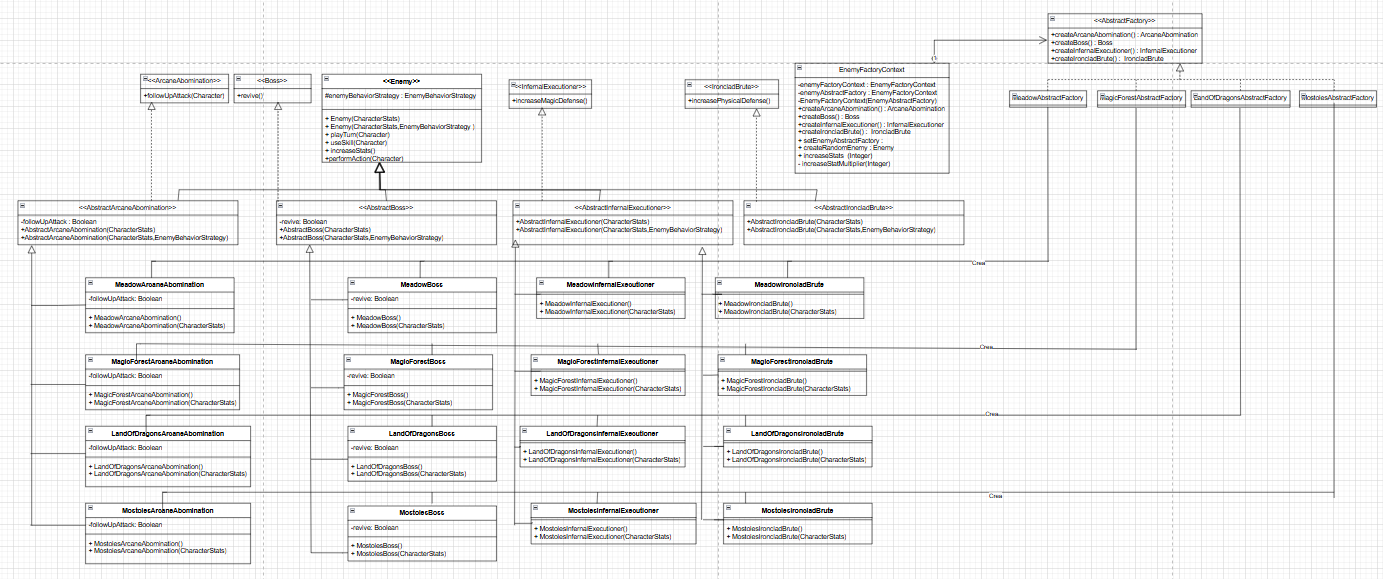 <<AbstractFactory>>
+createArcaneAbomination() : ArcaneAbomination
+createBoss() : Boss
+createInfernalExecutioner() : InfernalExecutioner
+createIroncladBrute() : IroncladBrute
<<ArcaneAbomination>>
+followUpAttack(Character)
<<Boss>>
+revive()
<<Enemy>>
#enemyBehaviorStrategy : EnemyBehaviorStrategy
+ Enemy(CharacterStats)
+ Enemy(CharacterStats,EnemyBehaviorStrategy )
+ playTurn(Character)
+ useSkill(Character)
+ increaseStats()
+performAction(Character)
<<InfernalExecutioner>>
+increaseMagicDefense()
<<IroncladBrute>>
+increasePhysicalDefense()
EnemyFactoryContext
-enemyFactoryContext : EnemyFactoryContext
-enemyAbstractFactory : EnemyFactoryContext
-EnemyFactoryContext(EnemyAbstractFactory)
+createArcaneAbomination() : ArcaneAbomination
+createBoss() : Boss
+createInfernalExecutioner() : InfernalExecutioner
+createIroncladBrute() : IroncladBrute
+ setEnemyAbstractFactory :
+ createRandomEnemy : Enemy
+ increaseStats (Integer)
- increaseStatMultiplier(Integer)
MeadowAbstractFactory
MagicForestAbstractFactory
LandOfDragonsAbstractFactory
MostolesAbstractFactory
<<AbstractArcaneAbomination>>
-followUpAttack : Boolean
+AbstractArcaneAbomination(CharacterStats)
+AbstractArcaneAbomination(CharacterStats,EnemyBehaviorStrategy)
<<AbstractBoss>>
-revive: Boolean
+AbstractBoss(CharacterStats)
+AbstractBoss(CharacterStats,EnemyBehaviorStrategy)
<<AbstractInfernalExecutioner>>
+AbstractInfernalExecutioner(CharacterStats)
+AbstractInfernalExecutioner(CharacterStats,EnemyBehaviorStrategy)
<<AbstractIroncladBrute>>
+AbstractIroncladBrute(CharacterStats)
+AbstractIroncladBrute(CharacterStats,EnemyBehaviorStrategy)
Crea
MeadowArcaneAbomination
-followUpAttack: Boolean
+ MeadowArcaneAbomination()
+ MeadowArcaneAbomination(CharacterStats)
MeadowBoss
-revive: Boolean
+ MeadowBoss()
+ MeadowBoss(CharacterStats)
MeadowInfernalExecutioner
+ MeadowInfernalExecutioner()
+ MeadowInfernalExecutioner(CharacterStats)
MeadowIroncladBrute
+ MeadowIroncladBrute()
+ MeadowIroncladBrute(CharacterStats)
Crea
MagicForestArcaneAbomination
-followUpAttack: Boolean
+ MagicForestArcaneAbomination()
+ MagicForestArcaneAbomination(CharacterStats)
MagicForestBoss
-revive: Boolean
+ MagicForestBoss()
+ MagicForestBoss(CharacterStats)
MagicForestInfernalExecutioner
+ MagicForestInfernalExecutioner()
+ MagicForestInfernalExecutioner(CharacterStats)
MagicForestIroncladBrute
+ MagicForestIroncladBrute()
+ MagicForestIroncladBrute(CharacterStats)
Crea
LandOfDragonsArcaneAbomination
-followUpAttack: Boolean
+ LandOfDragonsArcaneAbomination()
+ LandOfDragonsArcaneAbomination(CharacterStats)
LandOfDragonsBoss
-revive: Boolean
+ LandOfDragonsBoss()
+ LandOfDragonsBoss(CharacterStats)
LandOfDragonsInfernalExecutioner
+ LandOfDragonsInfernalExecutioner()
+ LandOfDragonsInfernalExecutioner(CharacterStats)
LandOfDragonsIroncladBrute
+ LandOfDragonsIroncladBrute()
+ LandOfDragonsIroncladBrute(CharacterStats)
Crea
MostolesArcaneAbomination
-followUpAttack: Boolean
+ MostolesArcaneAbomination()
+ MostolesArcaneAbomination(CharacterStats)
MostolesBoss
-revive: Boolean
+ MostolesBoss()
+ MostolesBoss(CharacterStats)
MostolesInfernalExecutioner
+ MostolesInfernalExecutioner()
+ MostolesInfernalExecutioner(CharacterStats)
MostolesIroncladBrute
+ MostolesIroncladBrute()
+ MostolesIroncladBrute(CharacterStats)